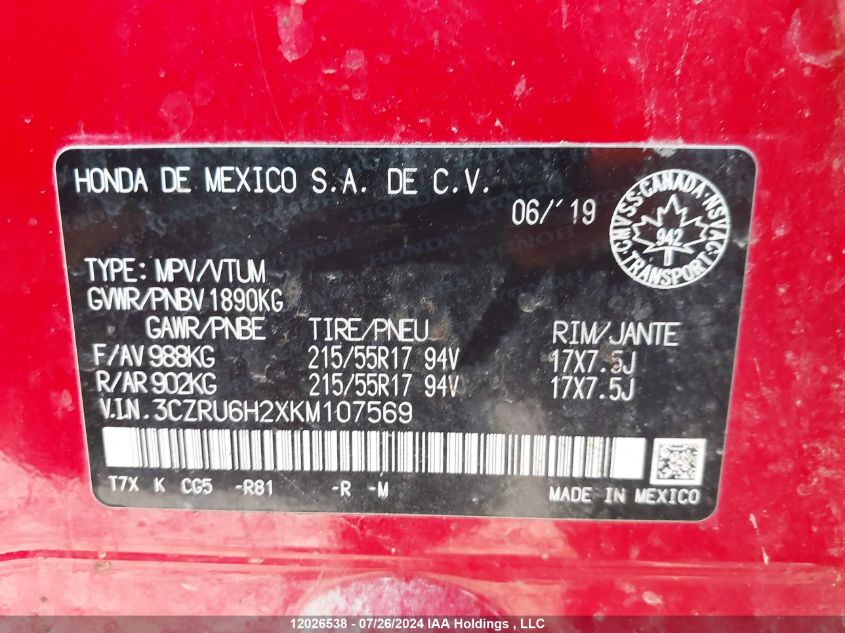 HONDA DE MEXICO S.A. DE C.V.
06/'19
C M V S S · CANADA · N S V A C
942
TRANSPORT
TYPE: MPV/VTUM
GVWR/PNBV 1890KG
GAWR/PNBE TIRE/PNEU RIM/JANTE
F/AV 988KG 215/55R17 94V 17X7.5J
R/AR 902KG 215/55R17 94V 17X7.5J
V.I.N. 3CZRU6H2XKM107569
T7X K CG5 -R81 -R -M MADE IN MEXICO
12026538 - 07/26/2024 IAA Holdings , LLC